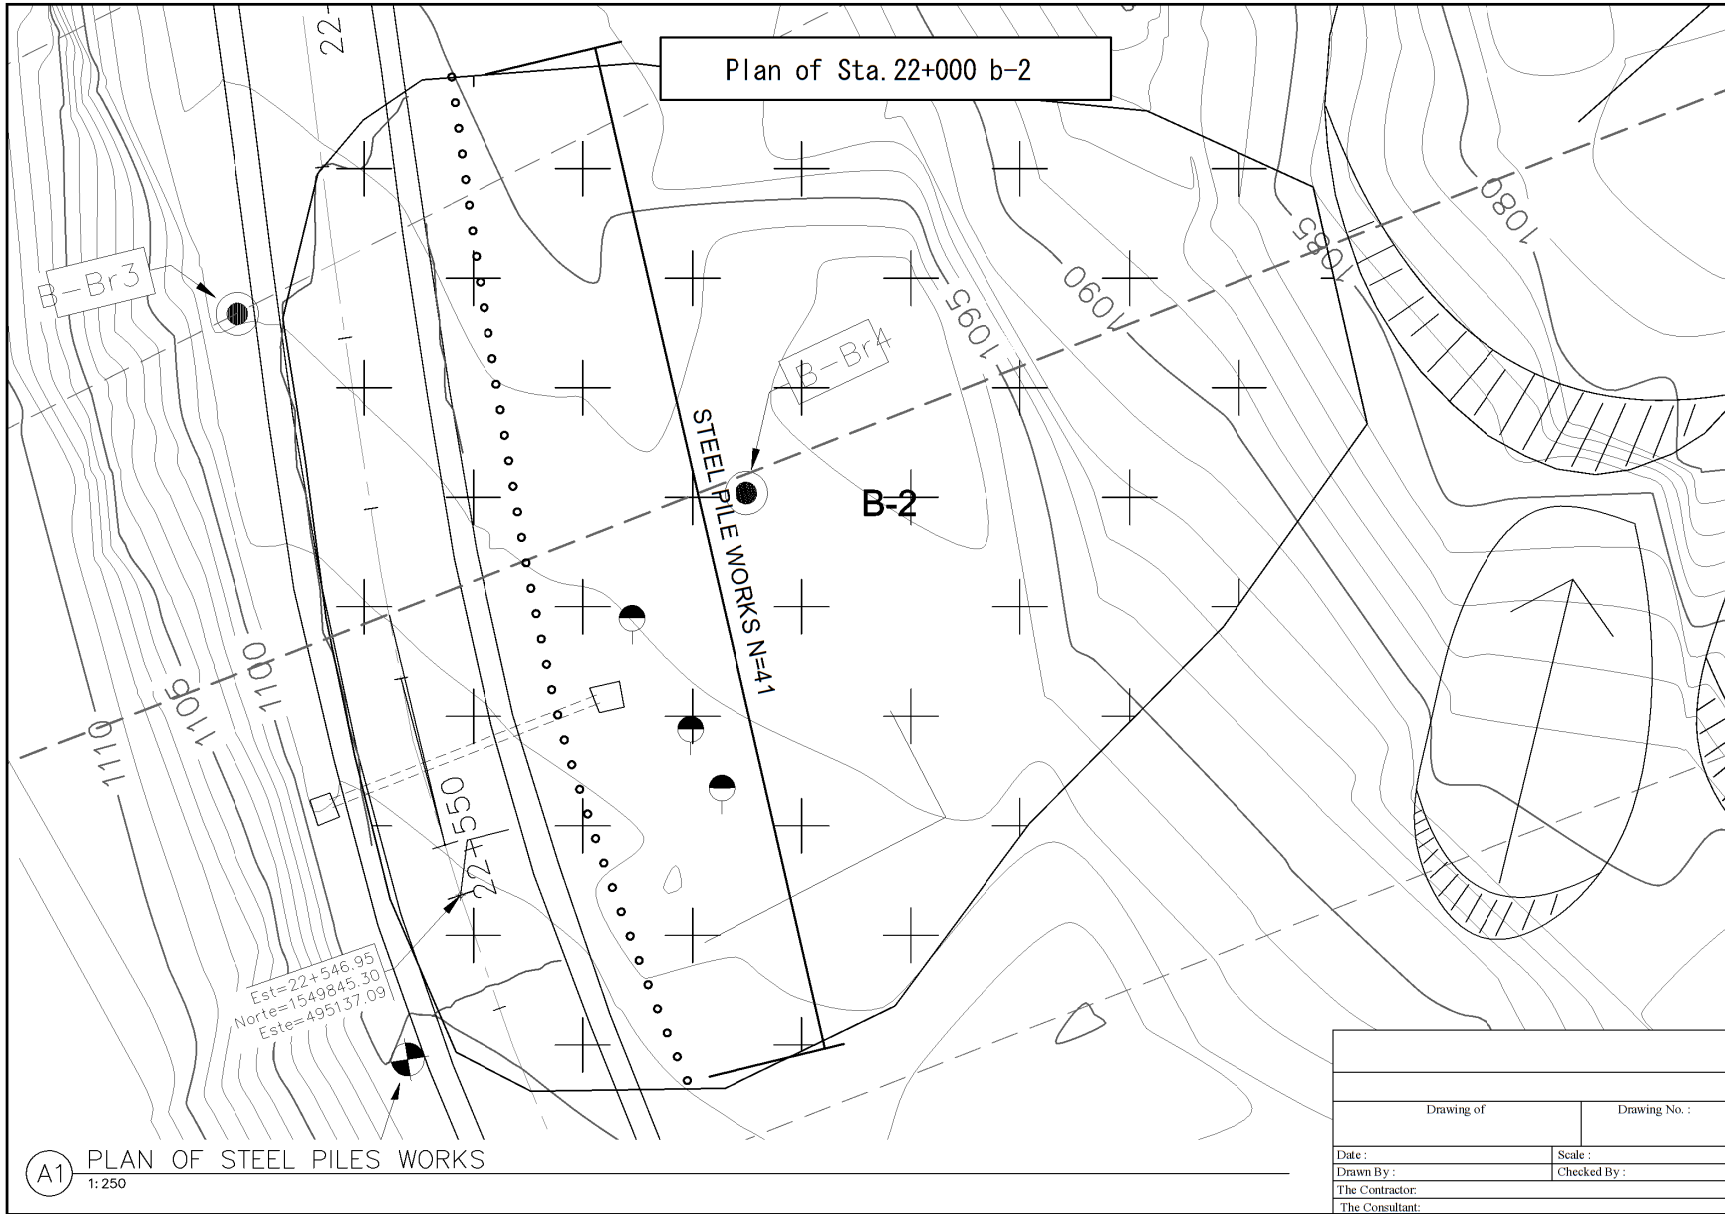 22+
Plan of Sta.22+000 b-2
B-Br3
B-Br4
1080
1085
1090
1095
STEEL PILE WORKS N=41
B-2
1100
1105
1110
22+550
Est=22+546.95
Norte=1549845.30
Este=495137.09
A1
PLAN OF STEEL PILES WORKS
1:250
Drawing of
Drawing No. :
Date :
Scale :
Drawn By :
Checked By :
The Contractor:
The Consultant: